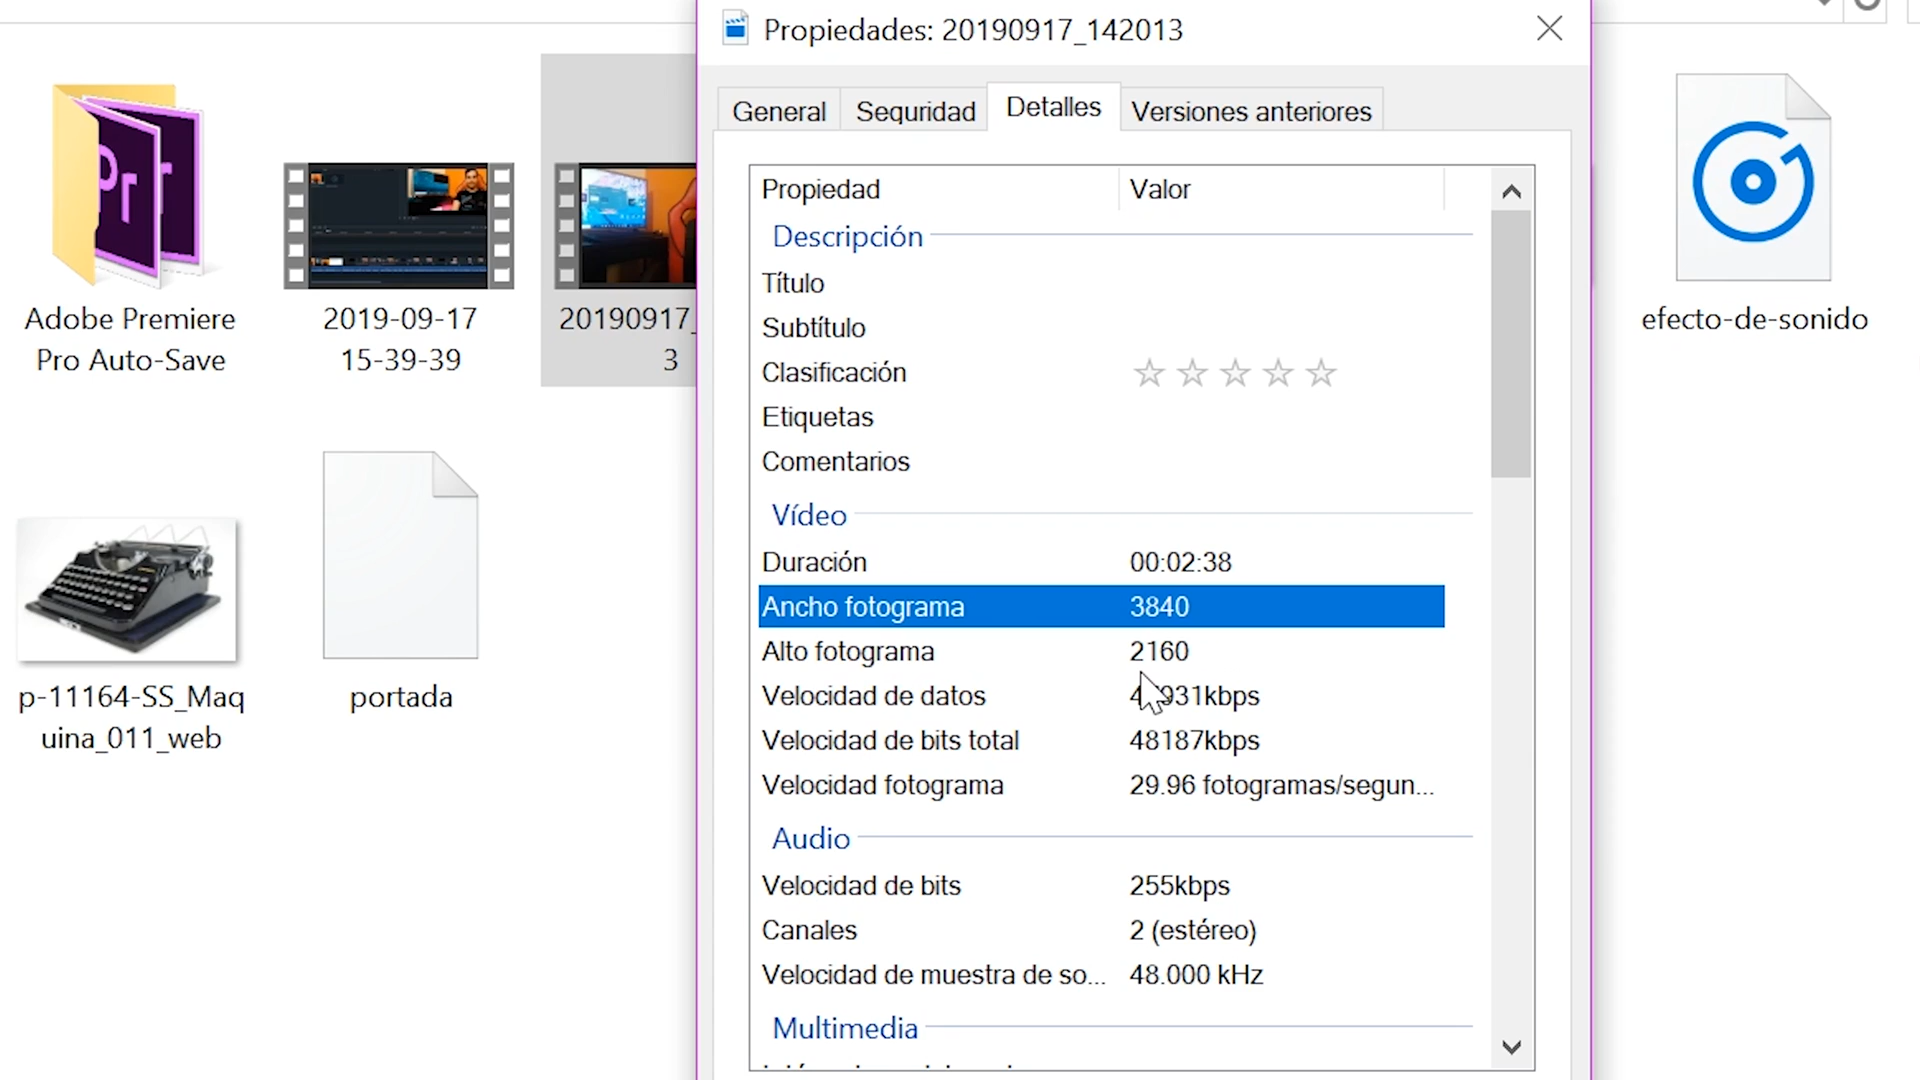 Propiedades: 20190917_142013
General
Seguridad
Detalles
Versiones anteriores
Propiedad Valor
Descripción
Título
Subtítulo
Clasificación
Etiquetas
Comentarios
Vídeo
Duración 00:02:38
Ancho fotograma 3840
Alto fotograma 2160
Velocidad de datos
Velocidad de bits total 48187kbps
Velocidad fotograma 29.96 fotogramas/segun...
Audio
Velocidad de bits 255kbps
Canales 2 (estéreo)
Velocidad de muestra de so... 48.000 kHz
Multimedia
Pr
Adobe Premiere
Pro Auto-Save
2019-09-17
15-39-39
20190917_
3
efecto-de-sonido
p-11164-SS_Maq
uina_011_web
portada